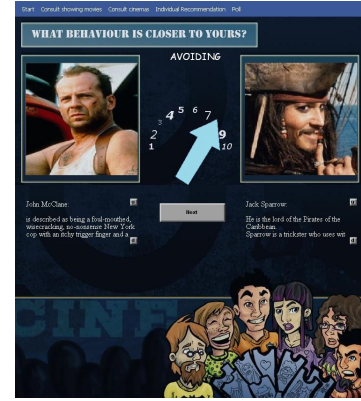 Start Consult showing movies Consult cinemas Individual Recommendation Poll
WHAT BEHAVIOUR IS CLOSER TO YOURS?
AVOIDING
1 2 3 4 5 6 7 9 10
John McClane:
is described as being a foul-mouthed,
wisecracking, no-nonsense New York
cop with an itchy trigger finger and a
Next
Jack Sparrow:
He is the lord of the Pirates of the
Caribbean.
Sparrow is a trickster who uses wit
CINE